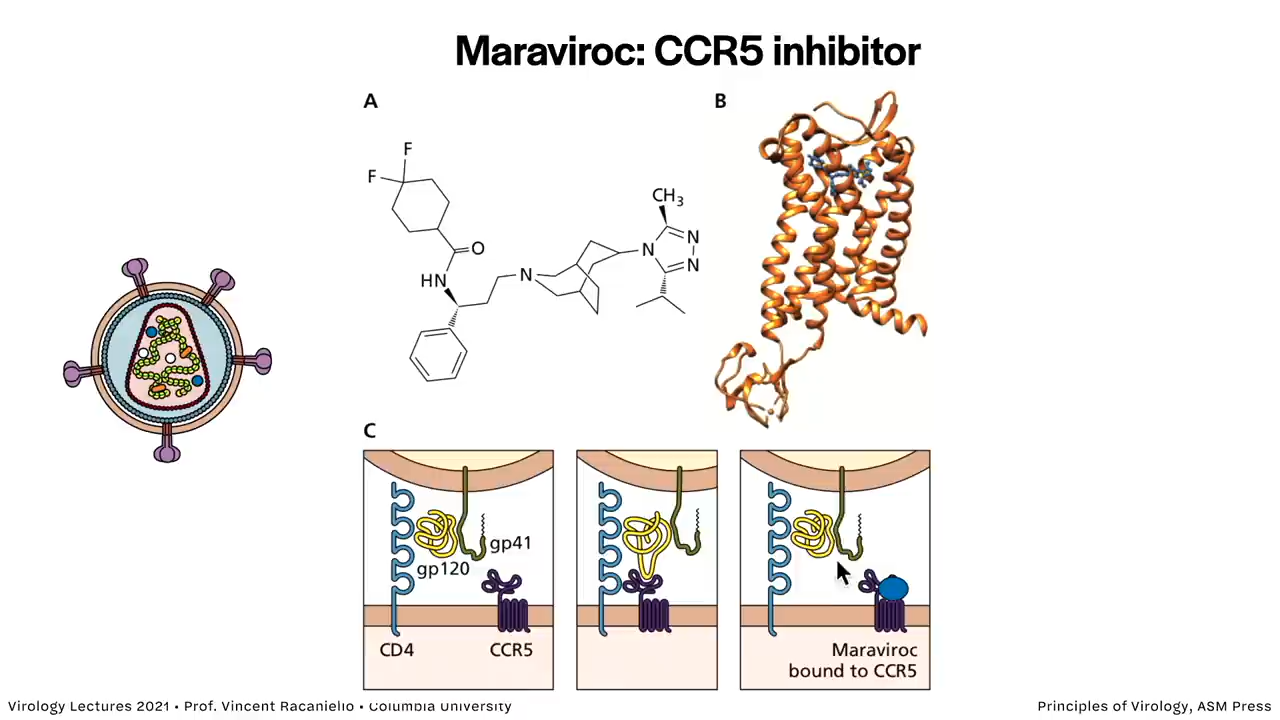 Maraviroc: CCR5 inhibitor
A
B
F
F
O
HN
N
CH3
N
N
N
C
gp41
gp120
CD4
CCR5
Maraviroc
bound to CCR5
Virology Lectures 2021 • Prof. Vincent Racaniello • Columbia University
Principles of Virology, ASM Press